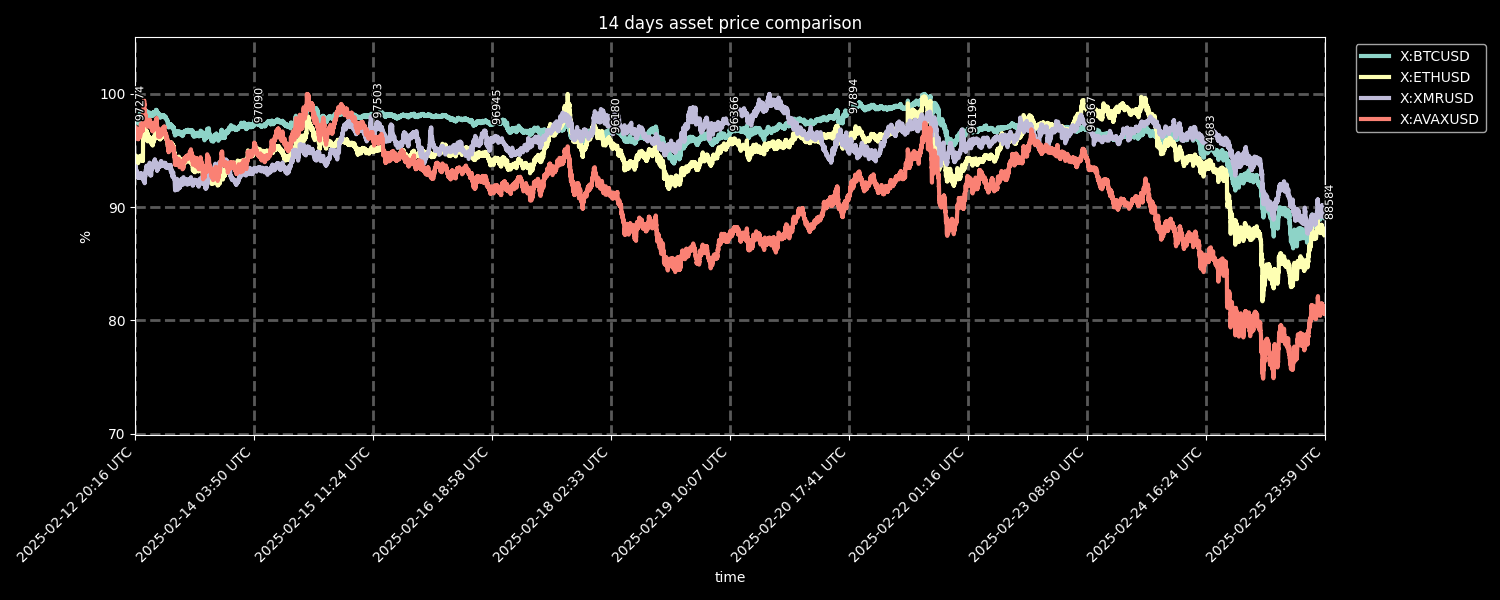 14 days asset price comparison
X:BTCUSD
X:ETHUSD
X:XMRUSD
X:AVAXUSD
100
90
80
70
%
97274
97090
97503
96945
96180
96366
97894
96196
96367
94683
88584
2025-02-12 20:16 UTC
2025-02-14 03:50 UTC
2025-02-15 11:24 UTC
2025-02-16 18:58 UTC
2025-02-18 02:33 UTC
2025-02-19 10:07 UTC
2025-02-20 17:41 UTC
2025-02-22 01:16 UTC
2025-02-23 08:50 UTC
2025-02-24 16:24 UTC
2025-02-25 23:59 UTC
time